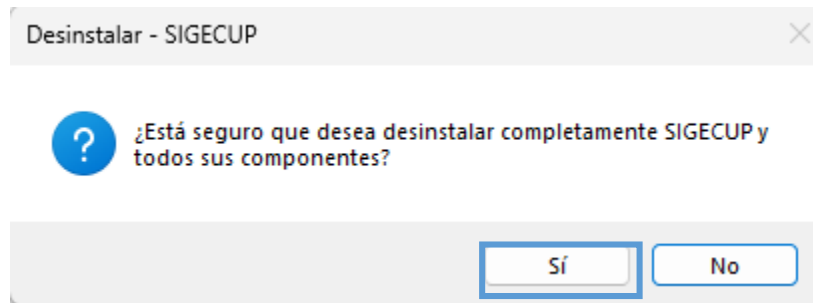 Desinstalar - SIGECUP
¿Está seguro que desea desinstalar completamente SIGECUP y
todos sus componentes?
Sí
No